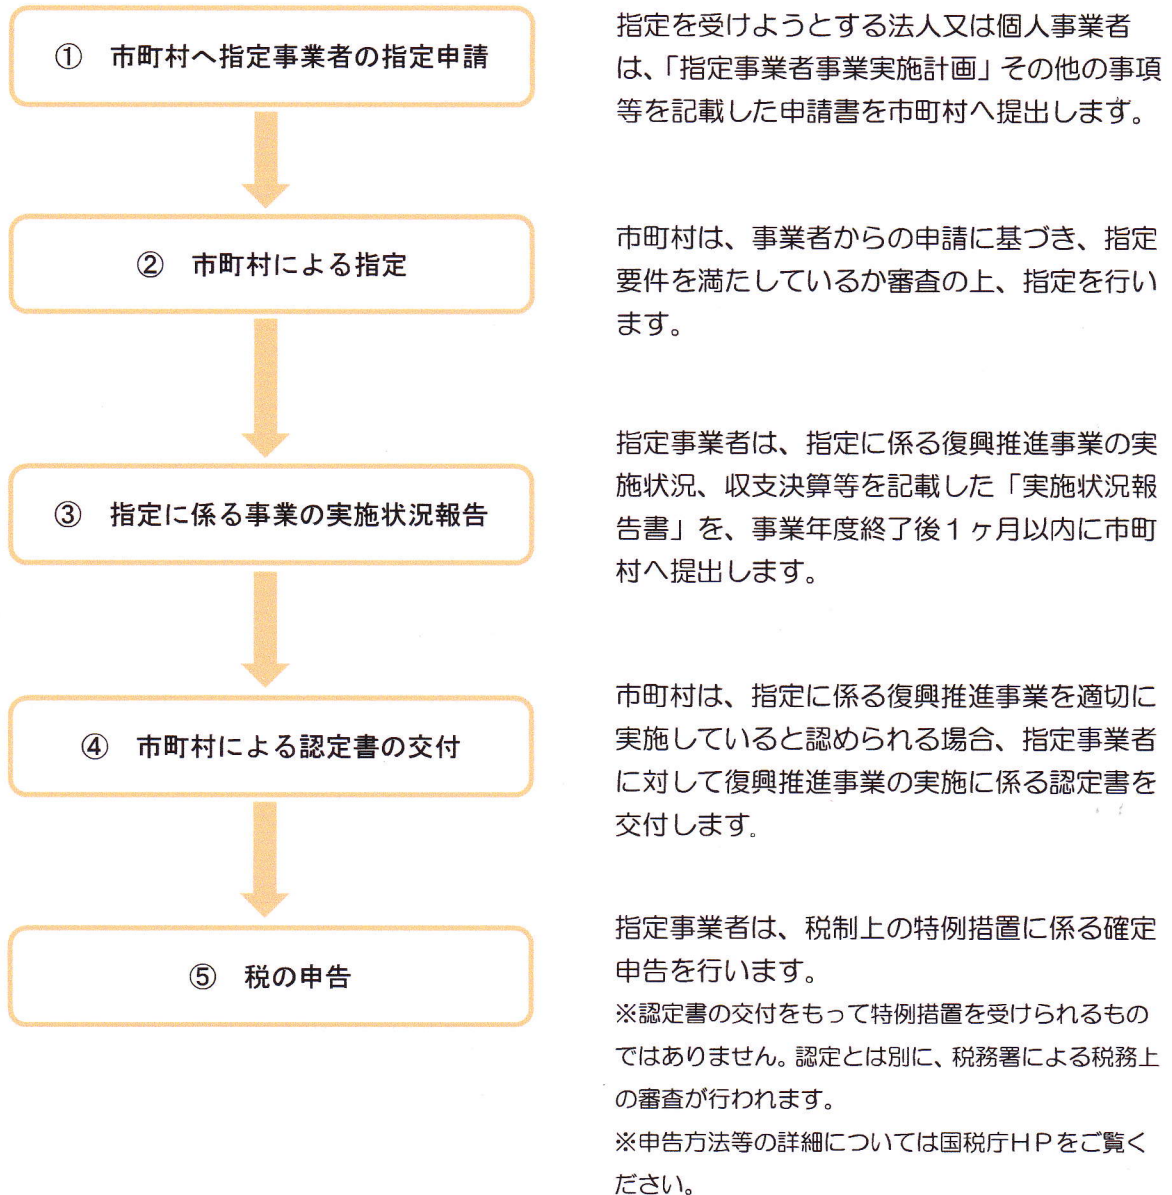 ① 市町村へ指定事業者の指定申請
指定を受けようとする法人又は個人事業者
は、「指定事業者事業実施計画」その他の事項
等を記載した申請書を市町村へ提出します。
② 市町村による指定
市町村は、事業者からの申請に基づき、指定
要件を満たしているか審査の上、指定を行い
ます。
③ 指定に係る事業の実施状況報告
指定事業者は、指定に係る復興推進事業の実
施状況、収支決算等を記載した「実施状況報
告書」を、事業年度終了後1ヶ月以内に市町
村へ提出します。
④ 市町村による認定書の交付
市町村は、指定に係る復興推進事業を適切に
実施していると認められる場合、指定事業者
に対して復興推進事業の実施に係る認定書を
交付します。
⑤ 税の申告
指定事業者は、税制上の特例措置に係る確定
申告を行います。
※認定書の交付をもって特例措置を受けられるもの
ではありません。認定とは別に、税務署による税務上
の審査が行われます。
※申告方法等の詳細については国税庁HPをご覧く
ださい。